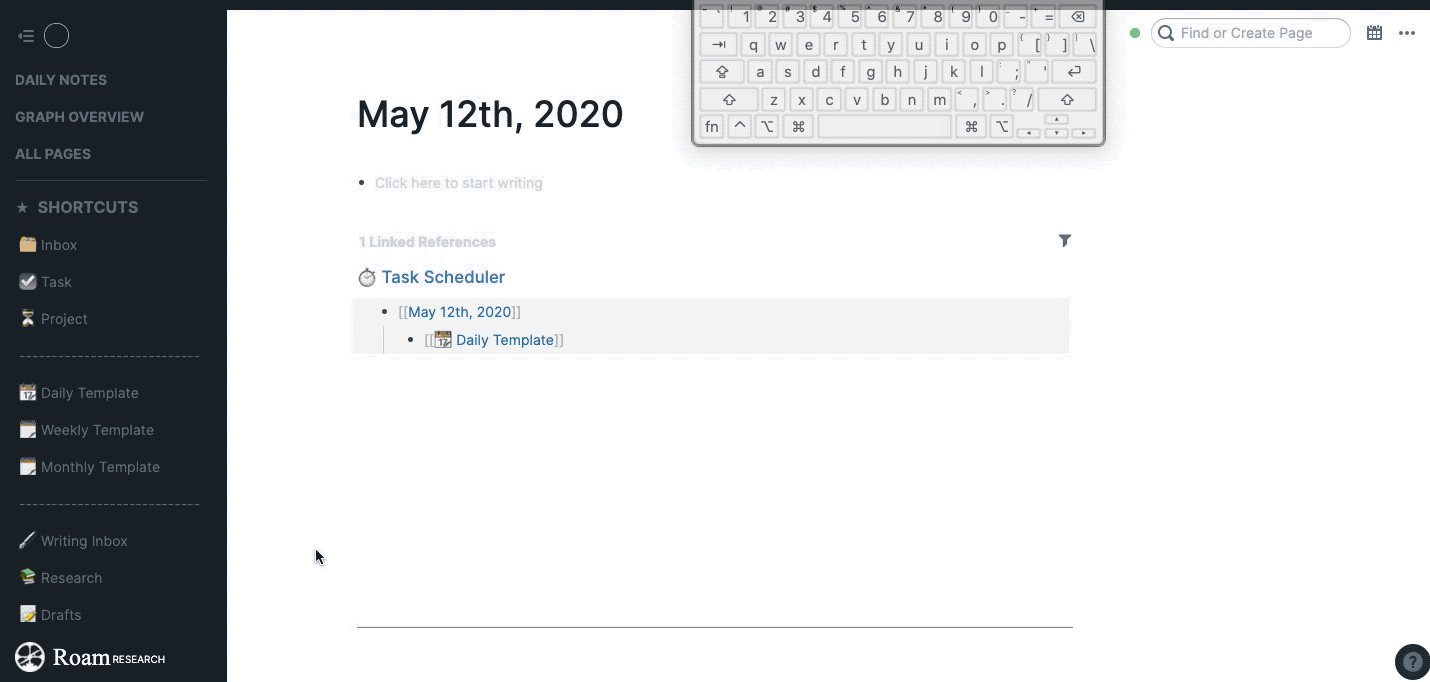 DAILY NOTES
GRAPH OVERVIEW
ALL PAGES
★ SHORTCUTS
Inbox
Task
Project
----------------------------
Daily Template
Weekly Template
Monthly Template
----------------------------
Writing Inbox
Research
Drafts
Roam RESEARCH
May 12th, 2020
• Click here to start writing
1 Linked References
Task Scheduler
• [[May 12th, 2020]]
• [[📆 Daily Template]]
1 2 3 4 5 6 7 8 9 0 - =
q w e r t y u i o p [ ] \
a s d f g h j k l ; '
z x c v b n m , . /
fn ^ ⌥ ⌘ ⌘ ⌥
Find or Create Page
?